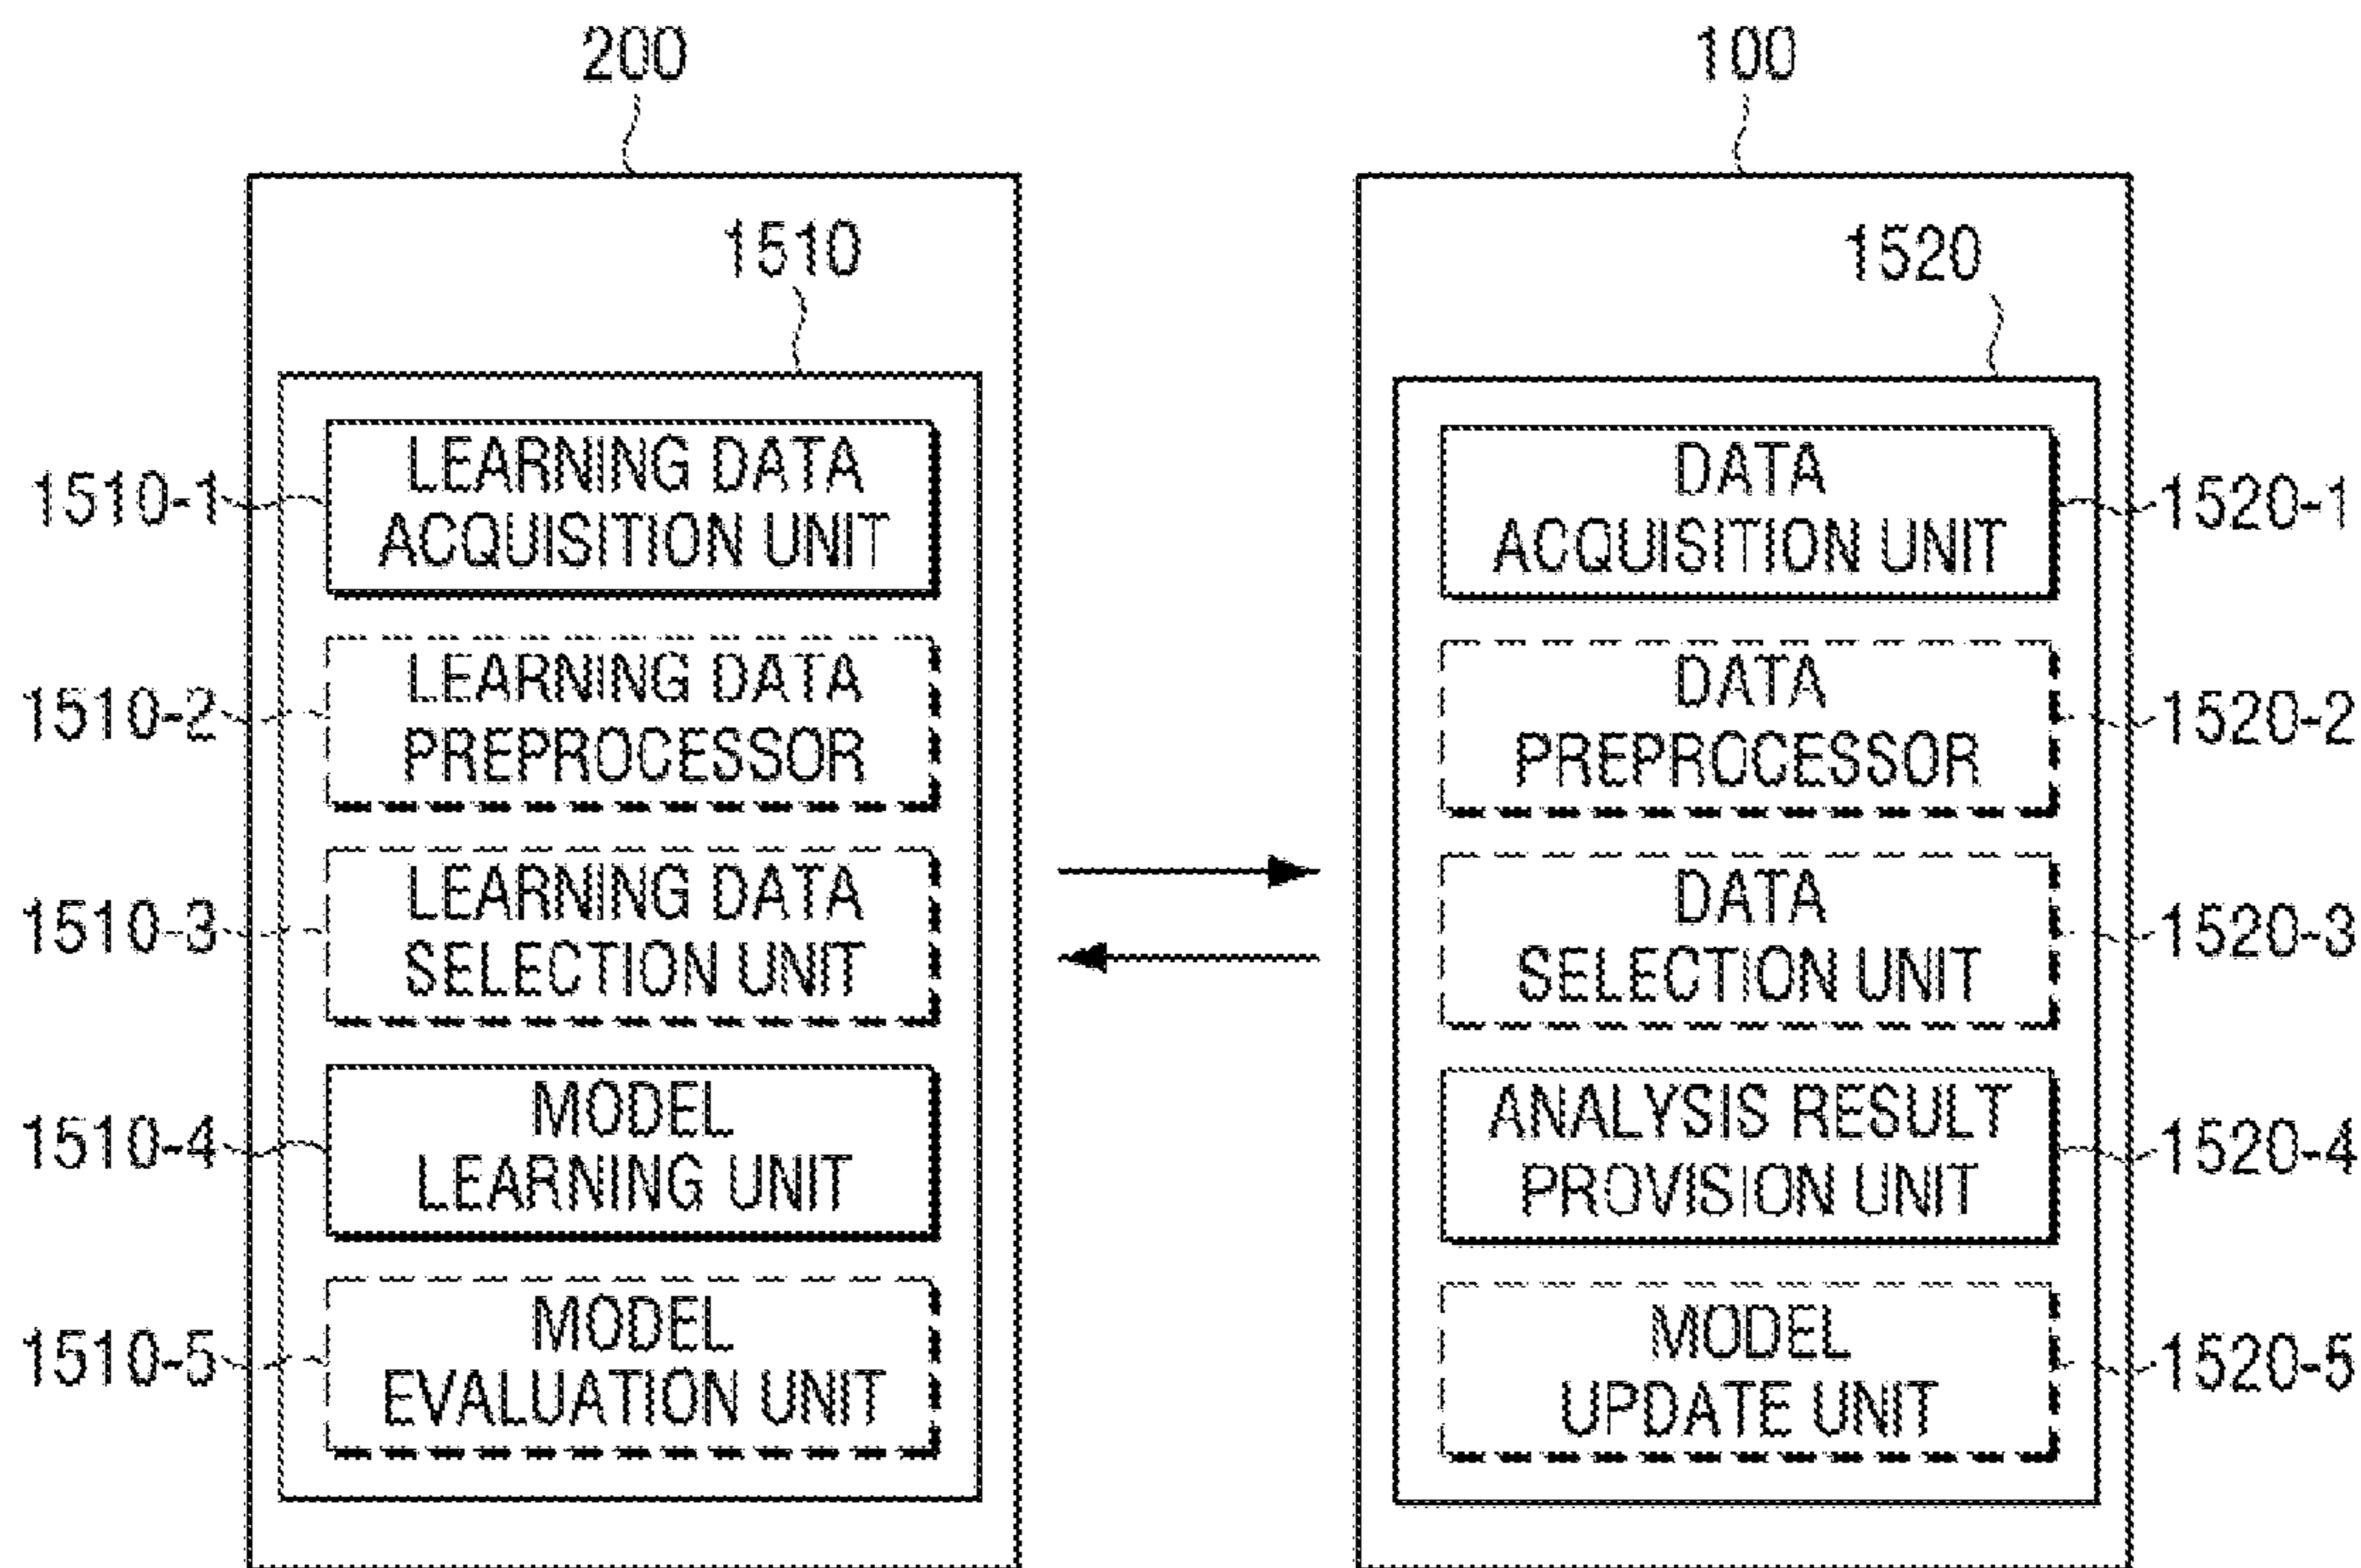 200
1510
1510-1
LEARNING DATA
ACQUISITION UNIT
1510-2
LEARNING DATA
PREPROCESSOR
1510-3
LEARNING DATA
SELECTION UNIT
1510-4
MODEL
LEARNING UNIT
1510-5
MODEL
EVALUATION UNIT
100
1520
DATA
ACQUISITION UNIT
1520-1
DATA
PREPROCESSOR
1520-2
DATA
SELECTION UNIT
1520-3
ANALYSIS RESULT
PROVISION UNIT
1520-4
MODEL
UPDATE UNIT
1520-5